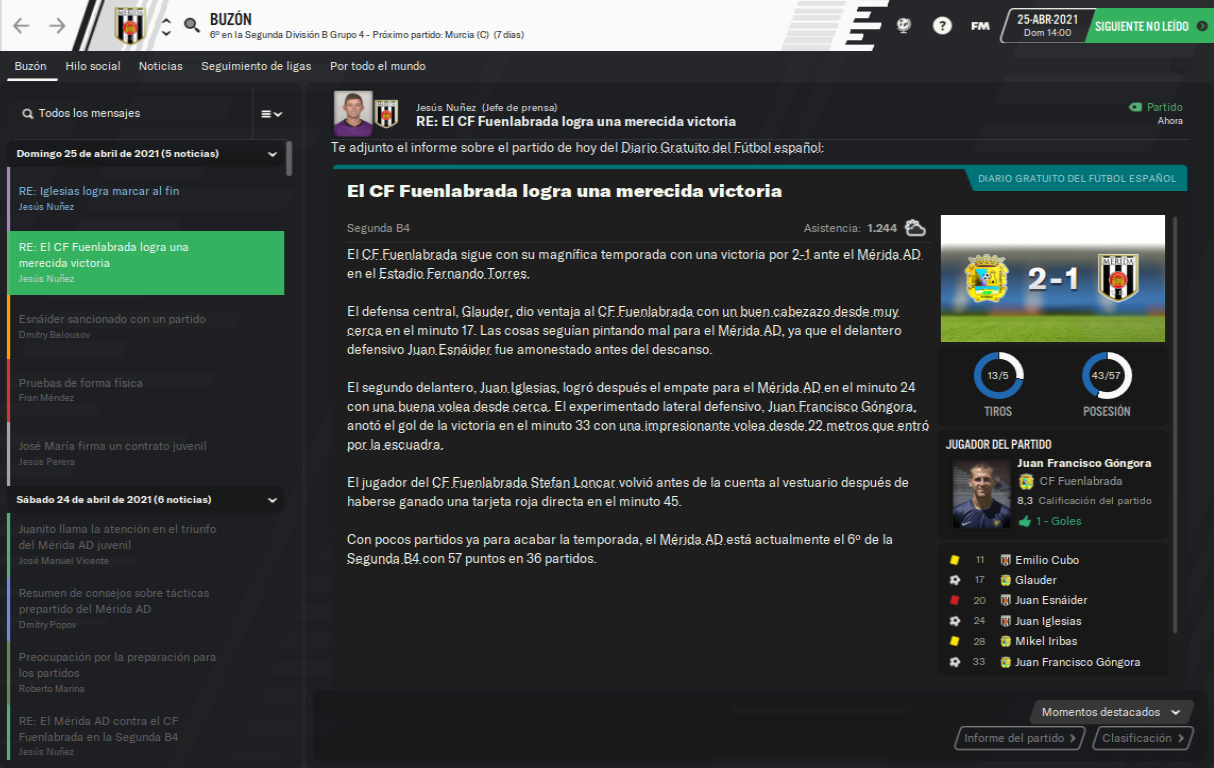 BUZÓN
6º en la Segunda División B Grupo 4 - Próximo partido: Murcia (C) (7 días)
FM
25-ABR-2021
Dom 14:00
SIGUIENTE NO LEÍDO
Buzón
Hilo social
Noticias
Seguimiento de ligas
Por todo el mundo
Todos los mensajes
Domingo 25 de abril de 2021 (5 noticias)
RE: Iglesias logra marcar al fin
Jesús Nuñez
RE: El CF Fuenlabrada logra una
merecida victoria
Jesús Nuñez
Esnáider sancionado con un partido
Dmitry Belousov
Pruebas de forma física
Fran Méndez
José María firma un contrato juvenil
Jesús Perera
Sábado 24 de abril de 2021 (6 noticias)
Juanito llama la atención en el triunfo
del Mérida AD juvenil
José Manuel Vicente
Resumen de consejos sobre tácticas
prepartido del Mérida AD
Dmitry Popov
Preocupación por la preparación para
los partidos
Roberto Marina
RE: El Mérida AD contra el CF
Fuenlabrada en la Segunda B4
Jesús Nuñez
Jesús Nuñez (Jefe de prensa)
RE: El CF Fuenlabrada logra una merecida victoria
Partido
Ahora
Te adjunto el informe sobre el partido de hoy del Diario Gratuito del Fútbol español:
El CF Fuenlabrada logra una merecida victoria
DIARIO GRATUITO DEL FÚTBOL ESPAÑOL
Segunda B4
Asistencia: 1.244
El CF Fuenlabrada sigue con su magnífica temporada con una victoria por 2-1 ante el Mérida AD
en el Estadio Fernando Torres.
El defensa central, Glauder, dio ventaja al CF Fuenlabrada con un buen cabezazo desde muy
cerca en el minuto 17. Las cosas seguían pintando mal para el Mérida AD, ya que el delantero
defensivo Juan Esnáider fue amonestado antes del descanso.
El segundo delantero, Juan Iglesias, logró después el empate para el Mérida AD en el minuto 24
con una buena volea desde cerca. El experimentado lateral defensivo, Juan Francisco Góngora,
anotó el gol de la victoria en el minuto 33 con una impresionante volea desde 22 metros que entró
por la escuadra.
El jugador del CF Fuenlabrada Stefan Loncar volvió antes de la cuenta al vestuario después de
haberse ganado una tarjeta roja directa en el minuto 45.
Con pocos partidos ya para acabar la temporada, el Mérida AD está actualmente el 6º de la
Segunda B4 con 57 puntos en 36 partidos.
2-1
MERIDA
13/5
TIROS
43/57
POSESIÓN
JUGADOR DEL PARTIDO
Juan Francisco Góngora
CF Fuenlabrada
8,3 Calificación del partido
1 - Goles
11 Emilio Cubo
17 Glauder
20 Juan Esnáider
24 Juan Iglesias
28 Mikel Iribas
33 Juan Francisco Góngora
Momentos destacados
Informe del partido
Clasificación